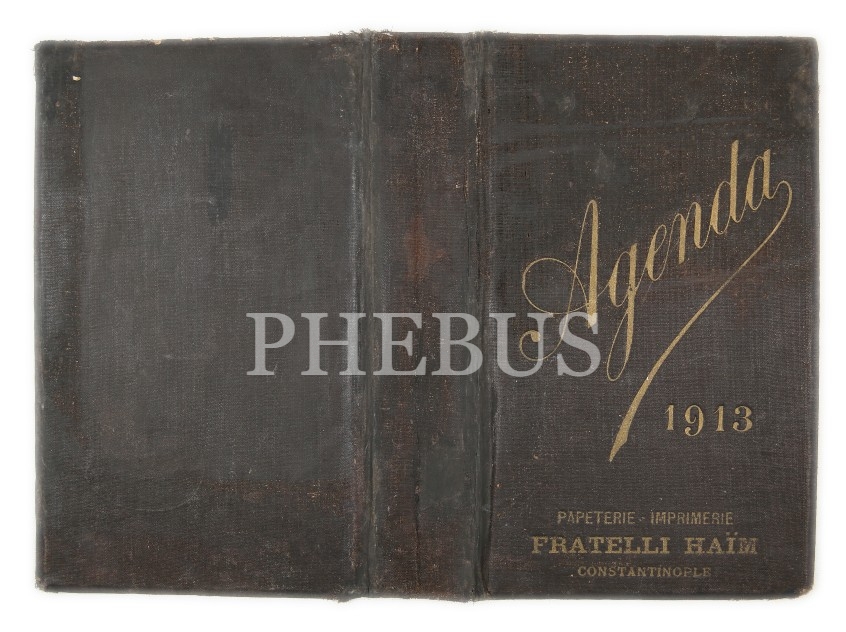 Agenda
PHEBUS
1913
PAPETERIE - IMPRIMERIE
FRATELLI HAÏM
CONSTANTINOPLE